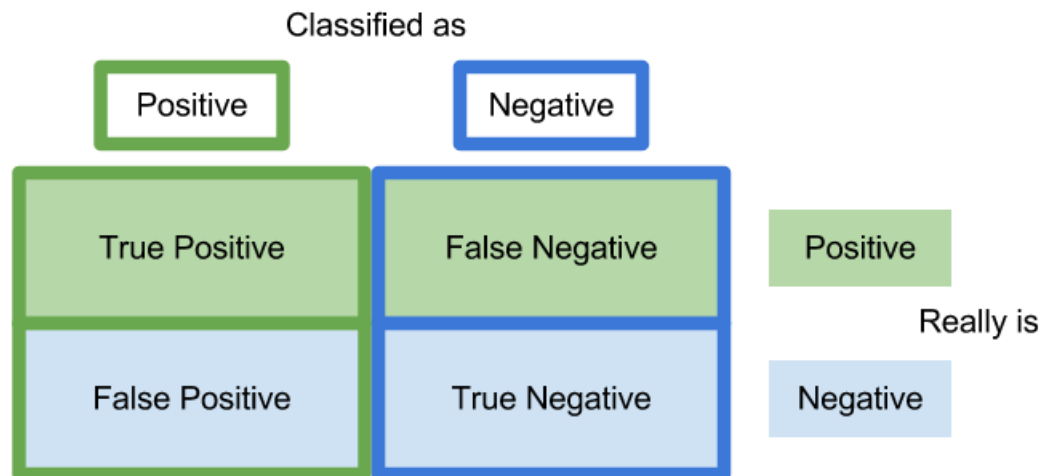 Classified as
Positive Negative
True Positive False Negative Positive
Really is
False Positive True Negative Negative